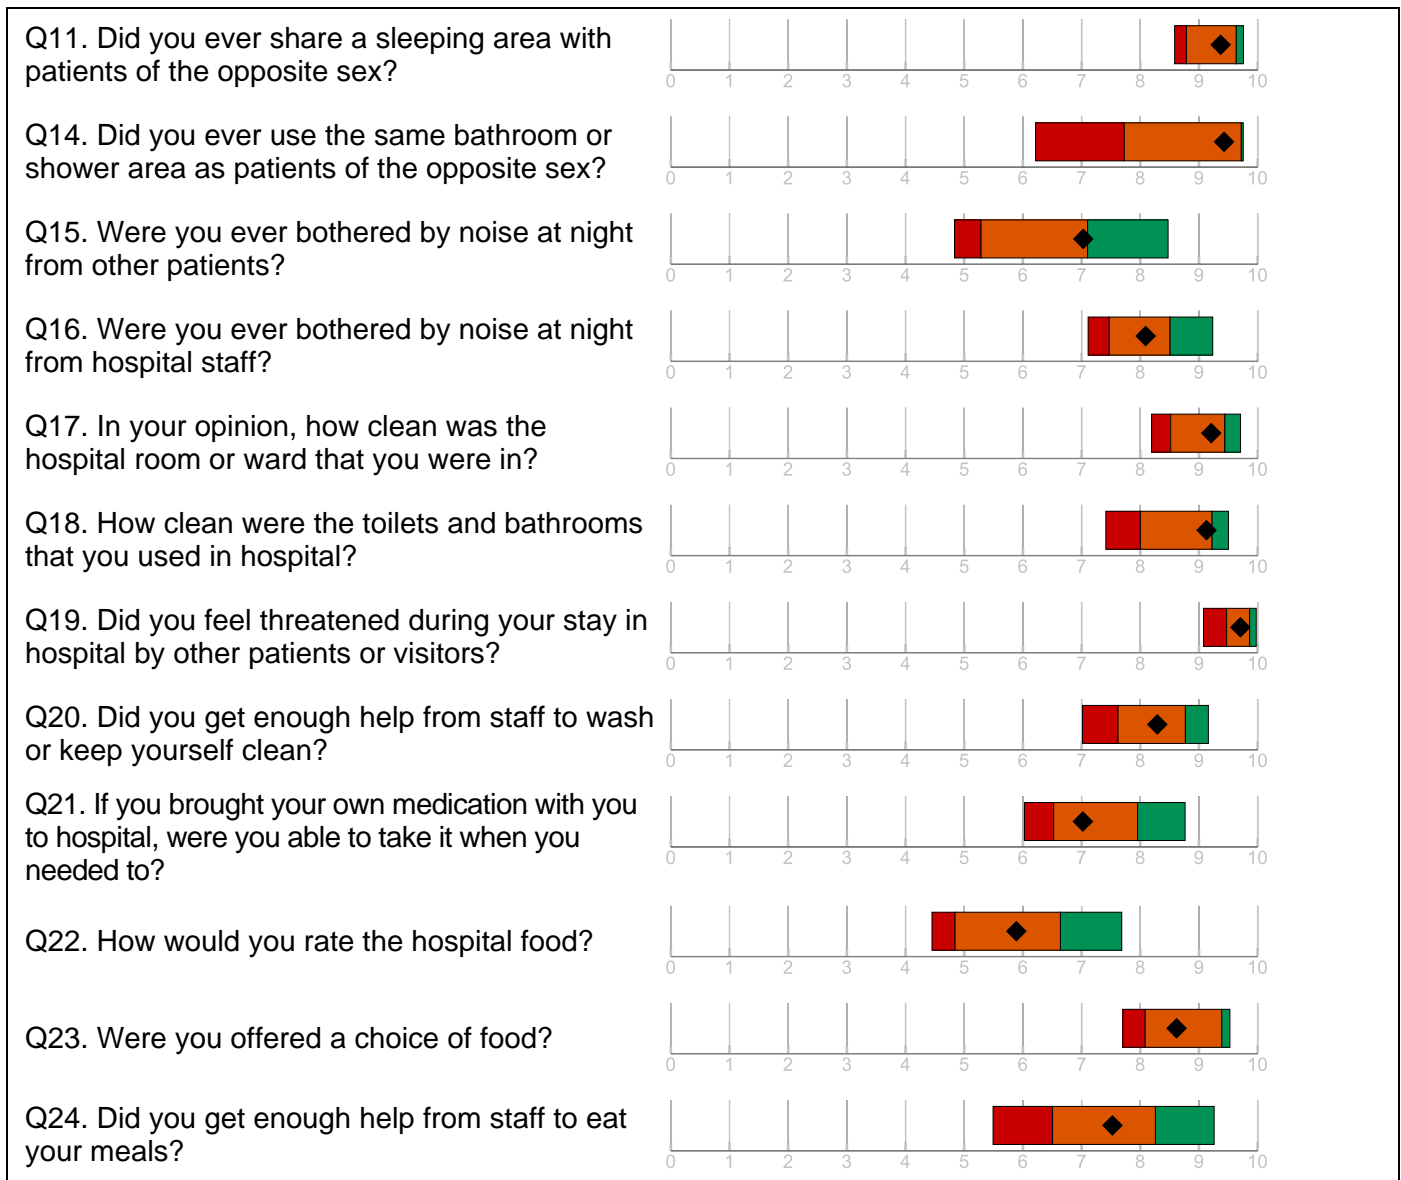 Q11. Did you ever share a sleeping area with
patients of the opposite sex?
0 1 2 3 4 5 6 7 8 9 10
Q14. Did you ever use the same bathroom or
shower area as patients of the opposite sex?
0 1 2 3 4 5 6 7 8 9 10
Q15. Were you ever bothered by noise at night
from other patients?
0 1 2 3 4 5 6 7 8 9 10
Q16. Were you ever bothered by noise at night
from hospital staff?
0 1 2 3 4 5 6 7 8 9 10
Q17. In your opinion, how clean was the
hospital room or ward that you were in?
0 1 2 3 4 5 6 7 8 9 10
Q18. How clean were the toilets and bathrooms
that you used in hospital?
0 1 2 3 4 5 6 7 8 9 10
Q19. Did you feel threatened during your stay in
hospital by other patients or visitors?
0 1 2 3 4 5 6 7 8 9 10
Q20. Did you get enough help from staff to wash
or keep yourself clean?
0 1 2 3 4 5 6 7 8 9 10
Q21. If you brought your own medication with you
to hospital, were you able to take it when you
needed to?
0 1 2 3 4 5 6 7 8 9 10
Q22. How would you rate the hospital food?
0 1 2 3 4 5 6 7 8 9 10
Q23. Were you offered a choice of food?
0 1 2 3 4 5 6 7 8 9 10
Q24. Did you get enough help from staff to eat
your meals?
0 1 2 3 4 5 6 7 8 9 10